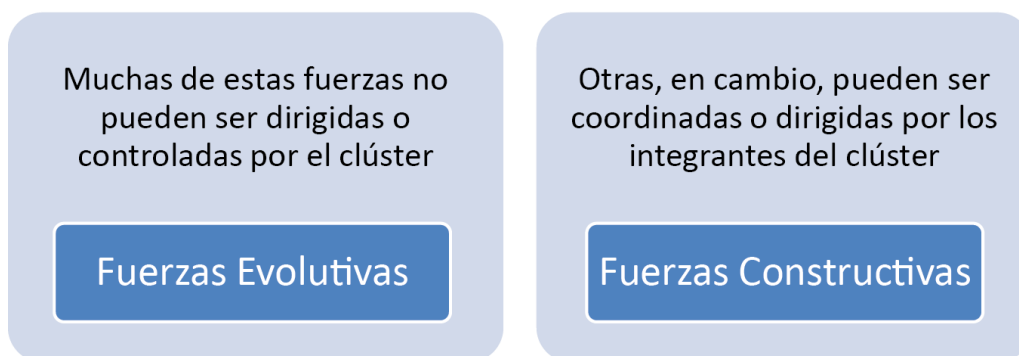 Muchas de estas fuerzas no
pueden ser dirigidas o
controladas por el clúster
Fuerzas Evolutivas
Otras, en cambio, pueden ser
coordinadas o dirigidas por los
integrantes del clúster
Fuerzas Constructivas